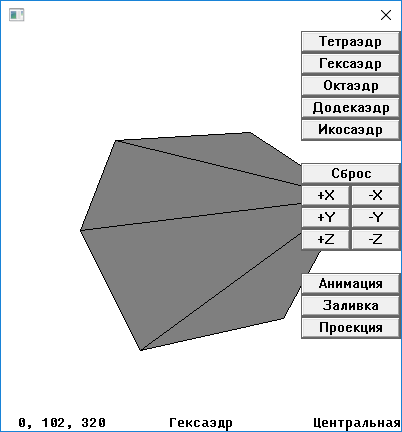 Тетраэдр
Гексаэдр
Октаэдр
Додекаэдр
Икосаэдр
Сброс
+X -X
+Y -Y
+Z -Z
Анимация
Заливка
Проекция
0, 102, 320 Гексаэдр Центральная